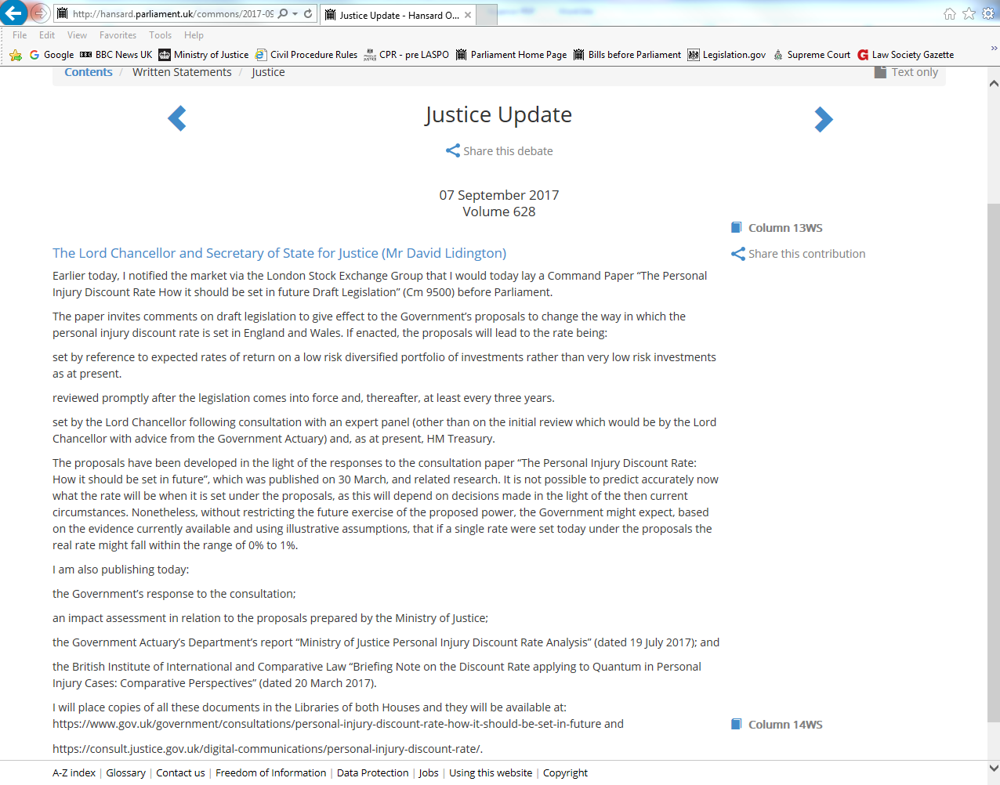 http://hansard.parliament.uk/commons/2017-09
Justice Update - Hansard O...
File Edit View Favorites Tools Help
Google BBC News UK Ministry of Justice Civil Procedure Rules CPR - pre LASPO Parliament Home Page Bills before Parliament Legislation.gov Supreme Court Law Society Gazette
Contents / Written Statements / Justice
Text only
Justice Update
Share this debate
07 September 2017
Volume 628
Column 13WS
The Lord Chancellor and Secretary of State for Justice (Mr David Lidington)
Share this contribution
Earlier today, I notified the market via the London Stock Exchange Group that I would today lay a Command Paper “The Personal
Injury Discount Rate How it should be set in future Draft Legislation” (Cm 9500) before Parliament.
The paper invites comments on draft legislation to give effect to the Government’s proposals to change the way in which the
personal injury discount rate is set in England and Wales. If enacted, the proposals will lead to the rate being:
set by reference to expected rates of return on a low risk diversified portfolio of investments rather than very low risk investments
as at present.
reviewed promptly after the legislation comes into force and, thereafter, at least every three years.
set by the Lord Chancellor following consultation with an expert panel (other than on the initial review which would be by the Lord
Chancellor with advice from the Government Actuary) and, as at present, HM Treasury.
The proposals have been developed in the light of the responses to the consultation paper “The Personal Injury Discount Rate:
How it should be set in future”, which was published on 30 March, and related research. It is not possible to predict accurately now
what the rate will be when it is set under the proposals, as this will depend on decisions made in the light of the then current
circumstances. Nonetheless, without restricting the future exercise of the proposed power, the Government might expect, based
on the evidence currently available and using illustrative assumptions, that if a single rate were set today under the proposals the
real rate might fall within the range of 0% to 1%.
I am also publishing today:
the Government’s response to the consultation;
an impact assessment in relation to the proposals prepared by the Ministry of Justice;
the Government Actuary’s Department’s report “Ministry of Justice Personal Injury Discount Rate Analysis” (dated 19 July 2017); and
the British Institute of International and Comparative Law “Briefing Note on the Discount Rate applying to Quantum in Personal
Injury Cases: Comparative Perspectives” (dated 20 March 2017).
I will place copies of all these documents in the Libraries of both Houses and they will be available at:
https://www.gov.uk/government/consultations/personal-injury-discount-rate-how-it-should-be-set-in-future and
Column 14WS
https://consult.justice.gov.uk/digital-communications/personal-injury-discount-rate/.
A-Z index | Glossary | Contact us | Freedom of Information | Data Protection | Jobs | Using this website | Copyright